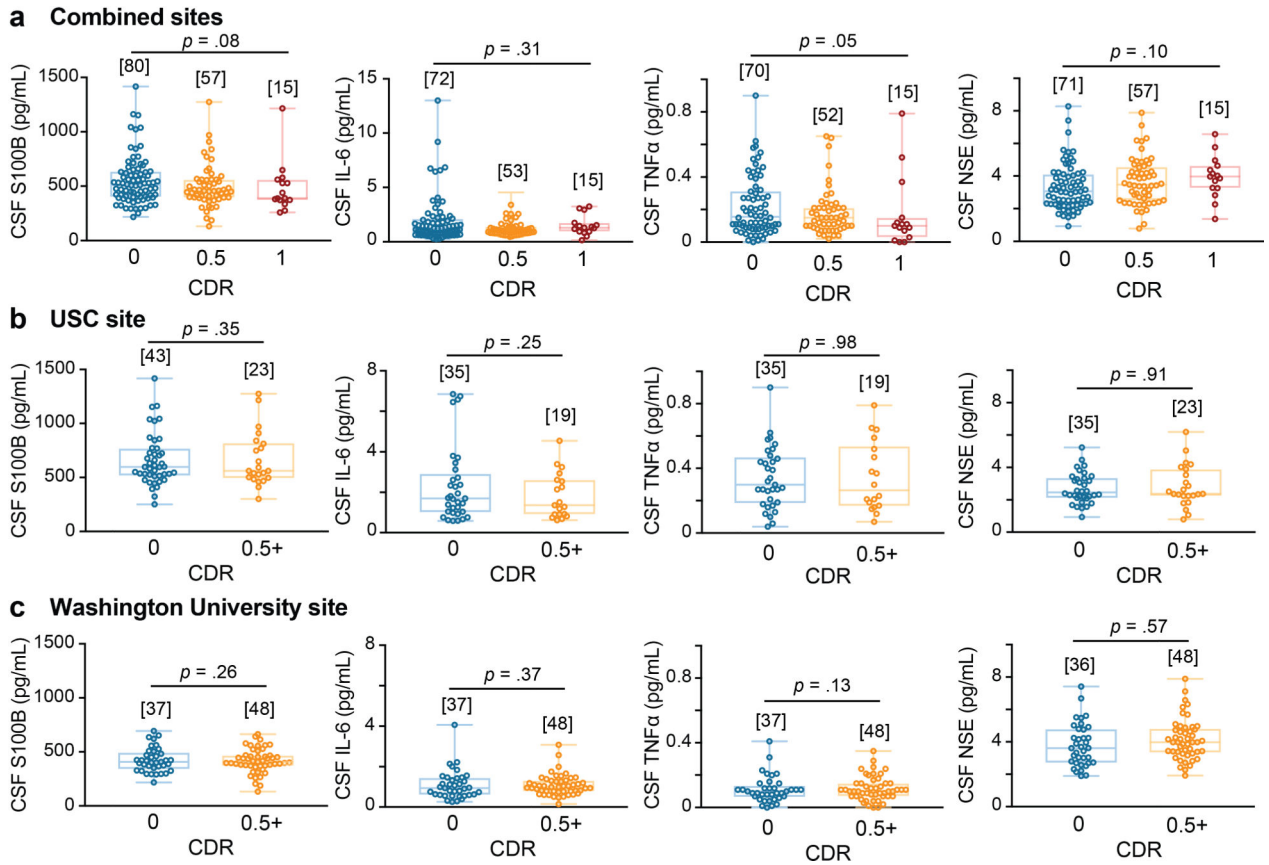 a Combined sites
p = .08
[80]
[57]
[15]
1500
1000
500
0
CSF S100B (pg/mL)
0 0.5 1
CDR
p = .31
[72]
[53]
[15]
15
10
5
0
CSF IL-6 (pg/mL)
0 0.5 1
CDR
p = .05
[70]
[52]
[15]
0.8
0.4
0
CSF TNFα (pg/mL)
0 0.5 1
CDR
p = .10
[71]
[57]
[15]
8
4
0
CSF NSE (pg/mL)
0 0.5 1
CDR
b USC site
p = .35
[43]
[23]
1500
1000
500
0
CSF S100B (pg/mL)
0 0.5+
CDR
p = .25
[35]
[19]
8
4
2
0
CSF IL-6 (pg/mL)
0 0.5+
CDR
p = .98
[35]
[19]
0.8
0.4
0
CSF TNFα (pg/mL)
0 0.5+
CDR
p = .91
[35]
[23]
8
4
0
CSF NSE (pg/mL)
0 0.5+
CDR
c Washington University site
p = .26
[37]
[48]
1500
1000
500
0
CSF S100B (pg/mL)
0 0.5+
CDR
p = .37
[37]
[48]
8
4
2
0
CSF IL-6 (pg/mL)
0 0.5+
CDR
p = .13
[37]
[48]
0.8
0.4
0
CSF TNFα (pg/mL)
0 0.5+
CDR
p = .57
[36]
[48]
8
4
0
CSF NSE (pg/mL)
0 0.5+
CDR